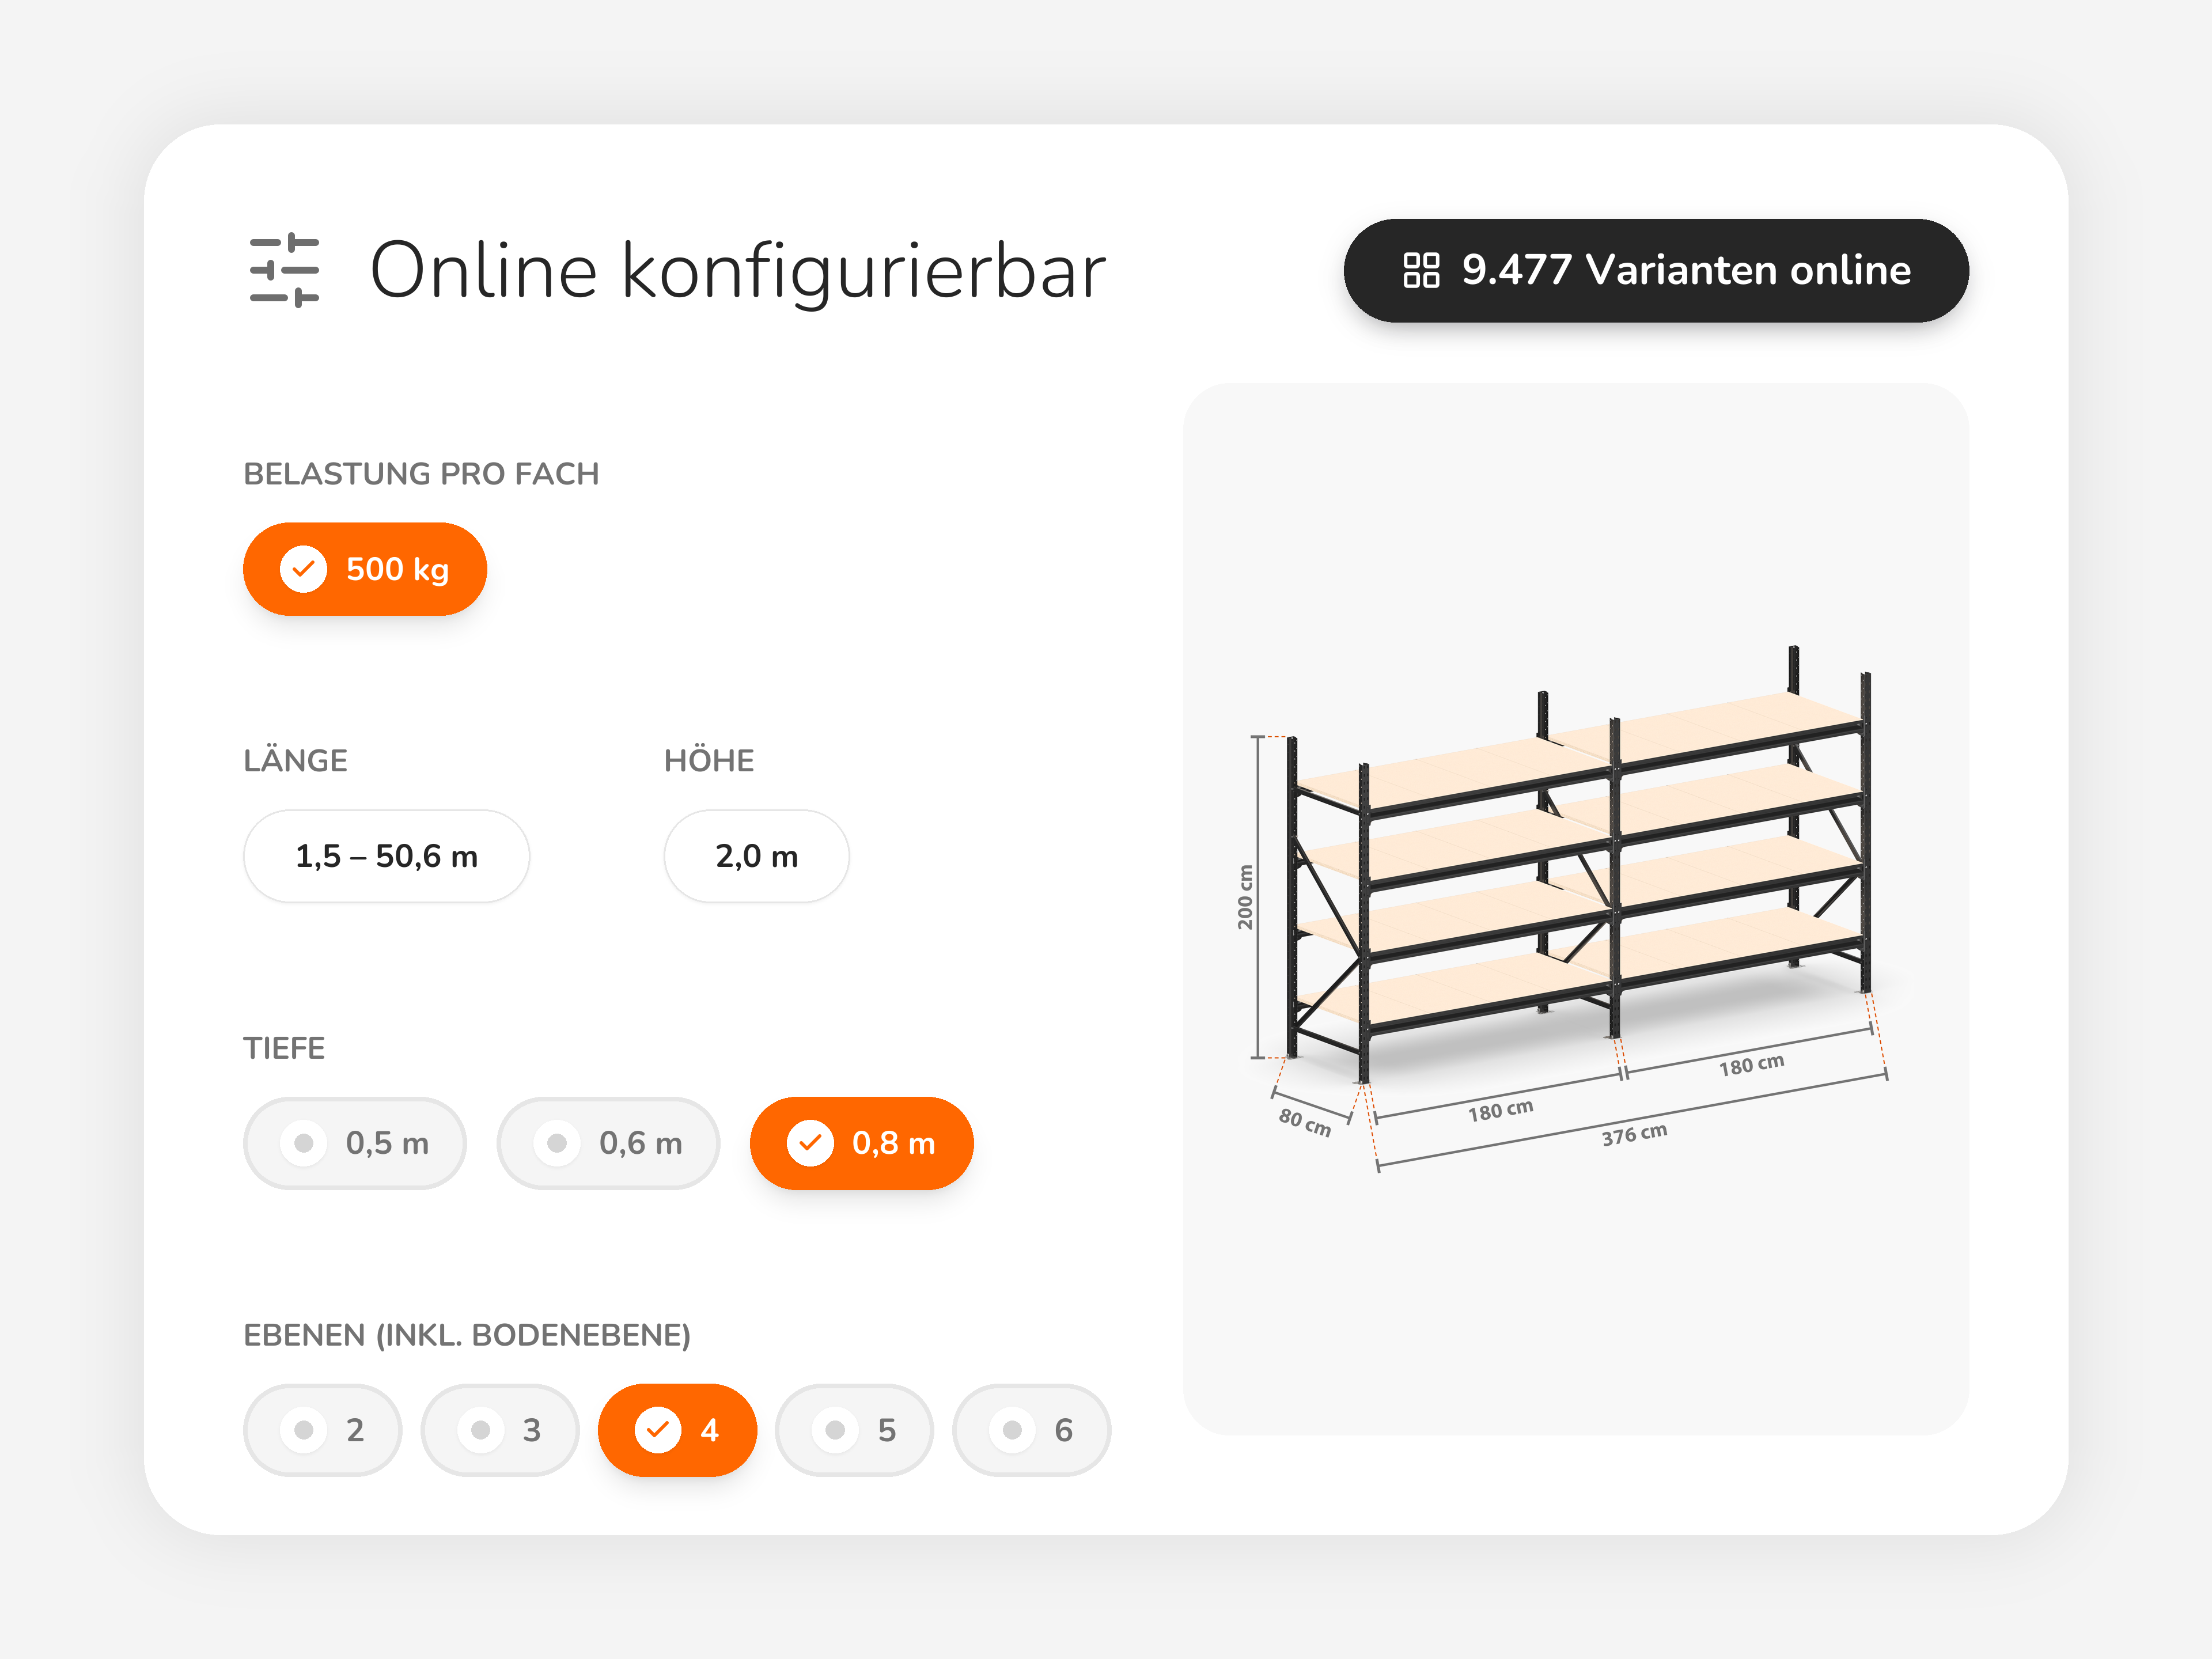 Online konfigurierbar
9.477 Varianten online
BELASTUNG PRO FACH
500 kg
LÄNGE
HÖHE
1,5 – 50,6 m
2,0 m
TIEFE
0,5 m
0,6 m
0,8 m
EBENEN (INKL. BODENEBENE)
2
3
4
5
6
200 cm
80 cm
180 cm
180 cm
376 cm